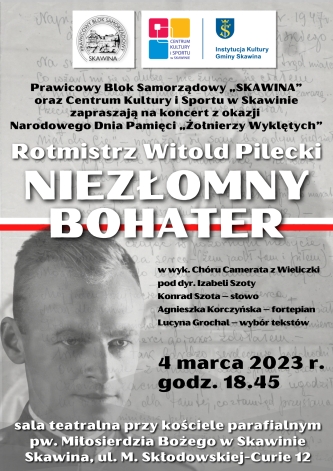 PRAWICOWY BLOK SAMORZĄDOWY
SKAWINA
CENTRUM
KULTURY
I SPORTU
W SKAWINIE
Instytucja Kultury
Gminy Skawina
Prawicowy Blok Samorządowy „SKAWINA”
oraz Centrum Kultury i Sportu w Skawinie
zapraszają na koncert z okazji
Narodowego Dnia Pamięci „Żołnierzy Wyklętych”
Rotmistrz Witold Pilecki
NIEZŁOMNY
BOHATER
w wyk. Chóru Camerata z Wieliczki
pod dyr. Izabeli Szoty
Konrad Szota – słowo
Agnieszka Korczyńska – fortepian
Lucyna Grochal – wybór tekstów
4 marca 2023 r.
godz. 18.45
sala teatralna przy kościele parafialnym
pw. Miłosierdzia Bożego w Skawinie
Skawina, ul. M. Skłodowskiej-Curie 12